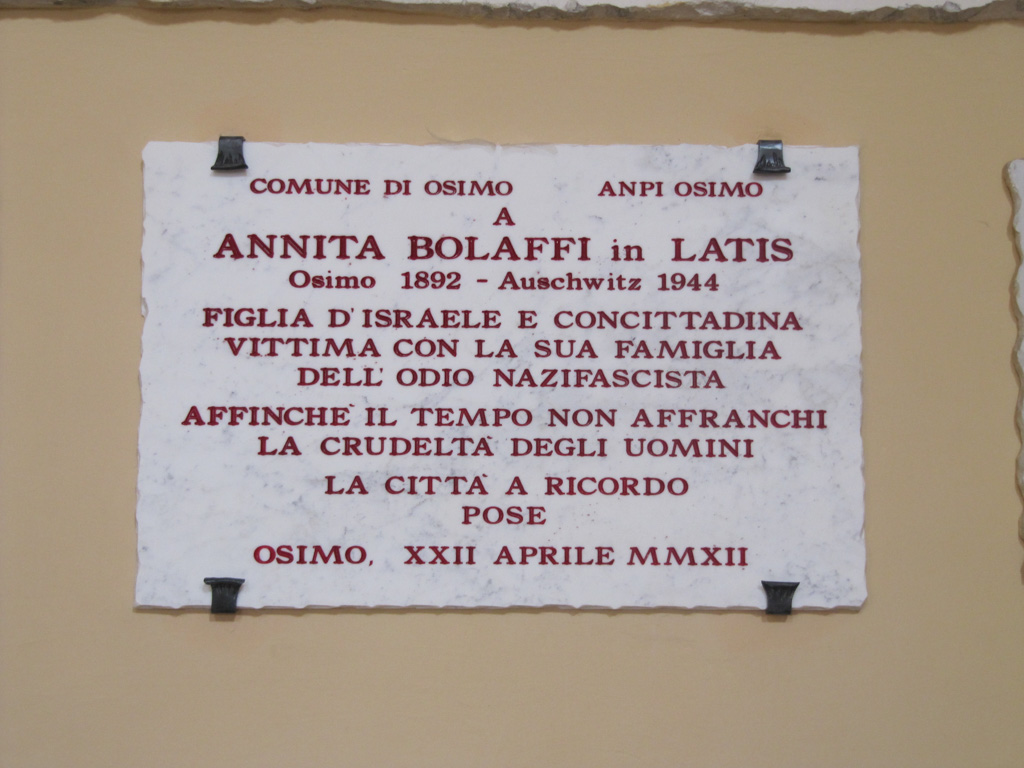 COMUNE DI OSIMO ANPI OSIMO
A
ANNITA BOLAFFI in LATIS
Osimo 1892 - Auschwitz 1944
FIGLIA D'ISRAELE E CONCITTADINA
VITTIMA CON LA SUA FAMIGLIA
DELL' ODIO NAZIFASCISTA
AFFINCHE' IL TEMPO NON AFFRANCHI
LA CRUDELTA' DEGLI UOMINI
LA CITTA' A RICORDO
POSE
OSIMO, XXII APRILE MMXII